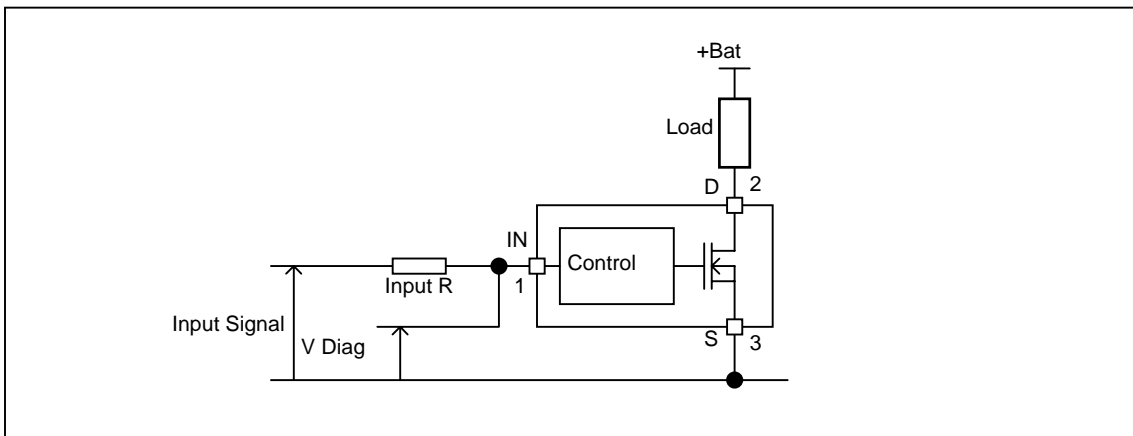 +Bat
Load
D 2
IN
Control
1
Input R
Input Signal
V Diag
S 3